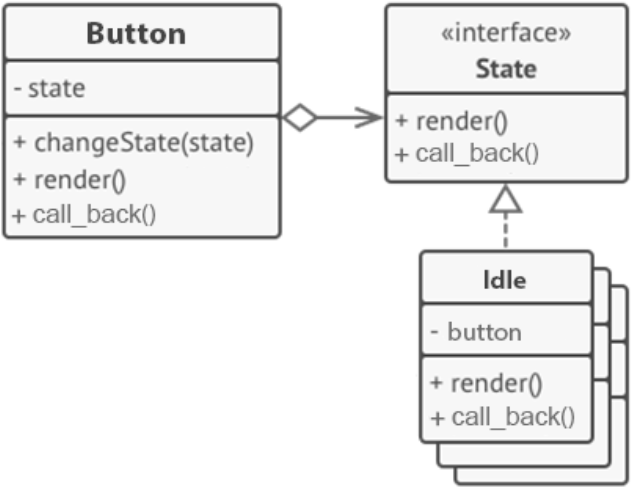 Button
- state
+ changeState(state)
+ render()
+ call_back()
«interface»
State
+ render()
+ call_back()
Idle
- button
+ render()
+ call_back()